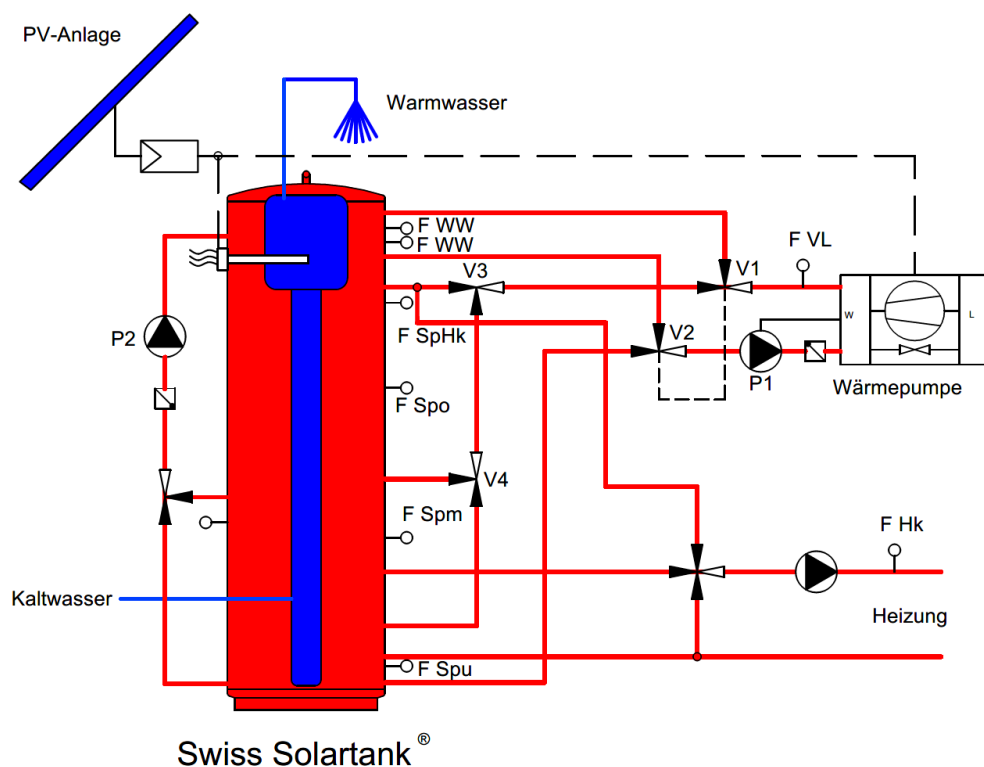 PV-Anlage
Warmwasser
F WW
F WW
F VL
V3
V1
W
L
F SpHk
P2
V2
P1
Wärmepumpe
F Spo
V4
F Spm
F Hk
Kaltwasser
Heizung
F Spu
Swiss Solartank ®